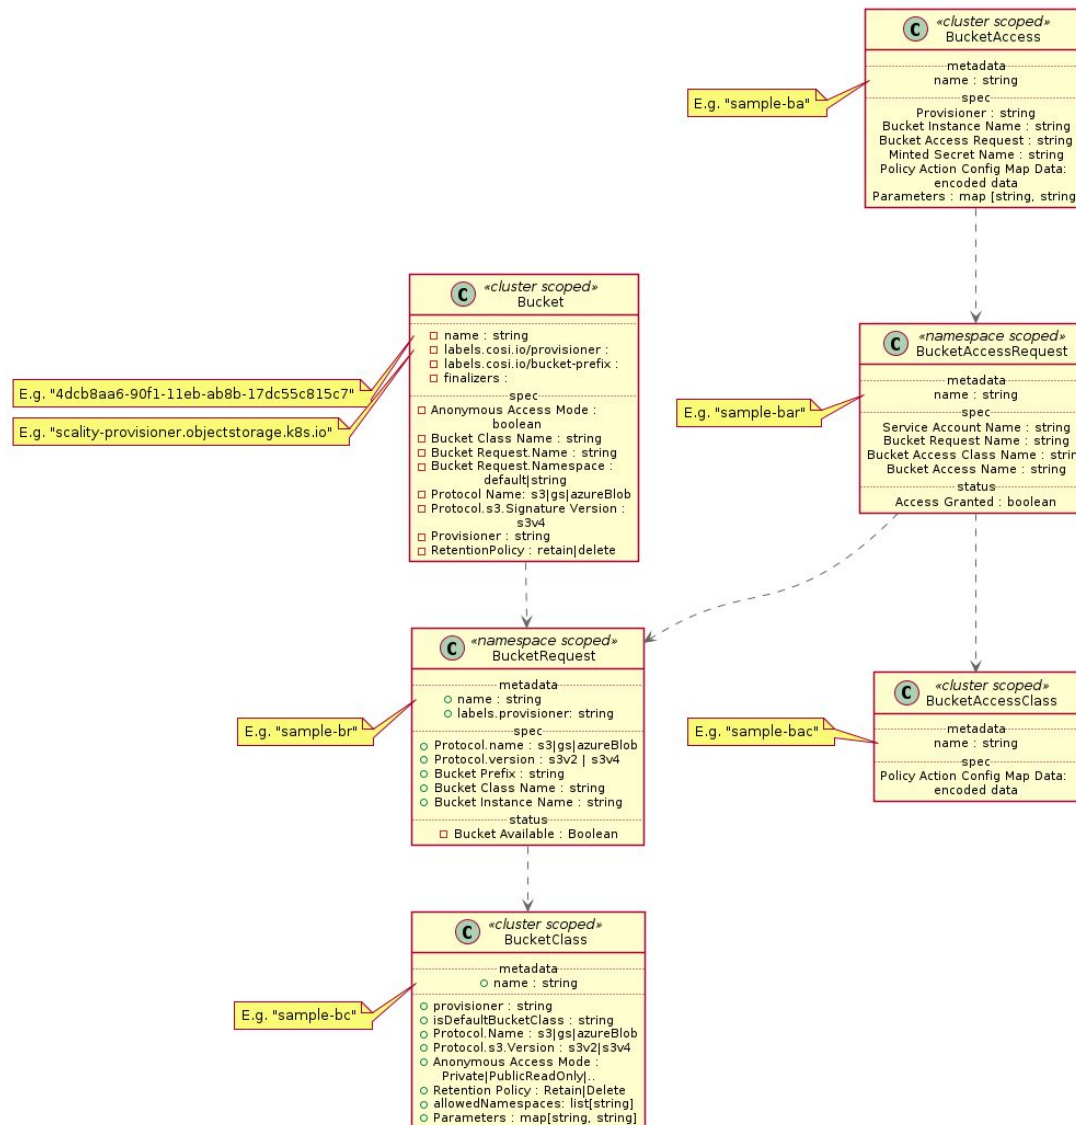 «cluster scoped»
C
BucketAccess
metadata
name : string
spec
Provisioner : string
Bucket Instance Name : string
Bucket Access Request : string
Minted Secret Name : string
Policy Action Config Map Data:
encoded data
Parameters : map [string, string
E.g. "sample-ba"
«cluster scoped»
C
Bucket
name : string
labels.cosi.io/provisioner :
labels.cosi.io/bucket-prefix :
finalizers :
spec
Anonymous Access Mode :
boolean
Bucket Class Name : string
Bucket Request.Name : string
Bucket Request.Namespace :
default|string
Protocol Name: s3|gs|azureBlob
Protocol.s3.Signature Version :
s3v4
Provisioner : string
RetentionPolicy : retain|delete
E.g. "4dcb8aa6-90f1-11eb-ab8b-17dc55c815c7"
E.g. "scality-provisioner.objectstorage.k8s.io"
«namespace scoped»
C
BucketAccessRequest
metadata
name : string
spec
Service Account Name : string
Bucket Request Name : string
Bucket Access Class Name : strin
Bucket Access Name : string
status
Access Granted : boolean
E.g. "sample-bar"
«namespace scoped»
C
BucketRequest
metadata
name : string
labels.provisioner: string
spec
Protocol.name : s3|gs|azureBlob
Protocol.version : s3v2 | s3v4
Bucket Prefix : string
Bucket Class Name : string
Bucket Instance Name : string
status
Bucket Available : Boolean
E.g. "sample-br"
«cluster scoped»
C
BucketAccessClass
metadata
name : string
spec
Policy Action Config Map Data:
encoded data
E.g. "sample-bac"
«cluster scoped»
C
BucketClass
metadata
name : string
provisioner : string
isDefaultBucketClass : string
Protocol.Name : s3|gs|azureBlob
Protocol.s3.Version : s3v2|s3v4
Anonymous Access Mode :
Private|PublicReadOnly|..
Retention Policy : Retain|Delete
allowedNamespaces: list[string]
Parameters : map[string, string]
E.g. "sample-bc"